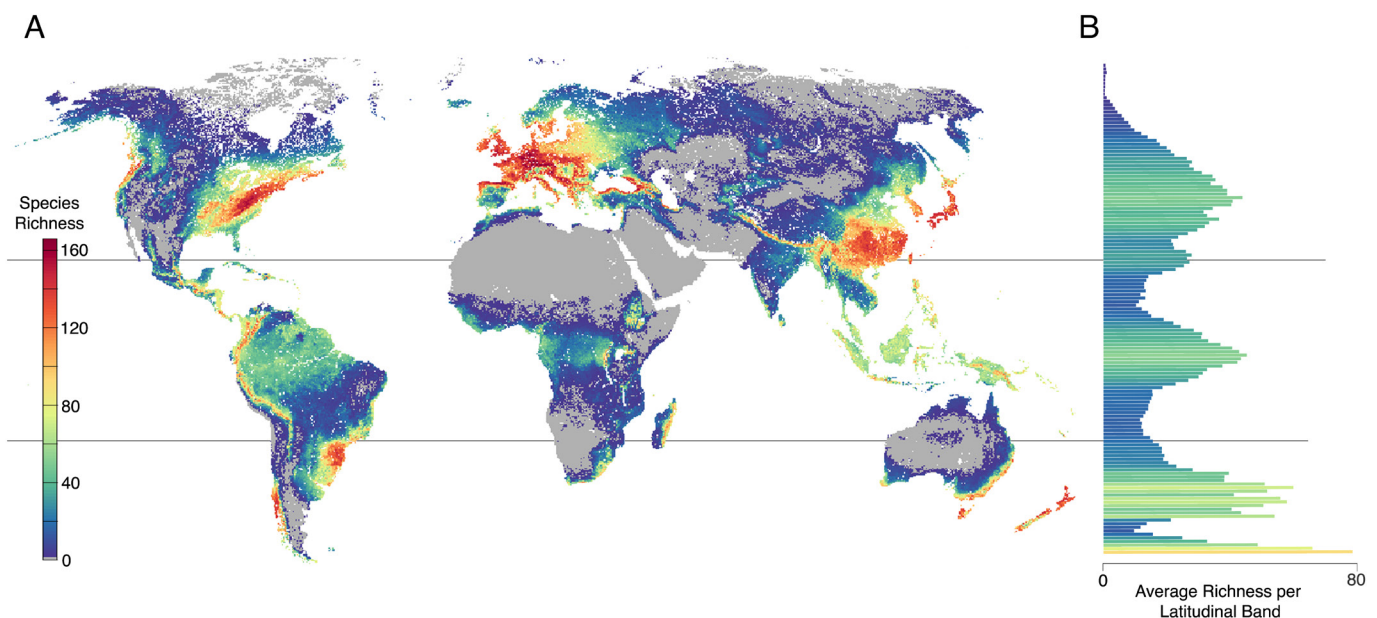 A
B
Species
Richness
160
120
80
40
0
0
80
Average Richness per
Latitudinal Band